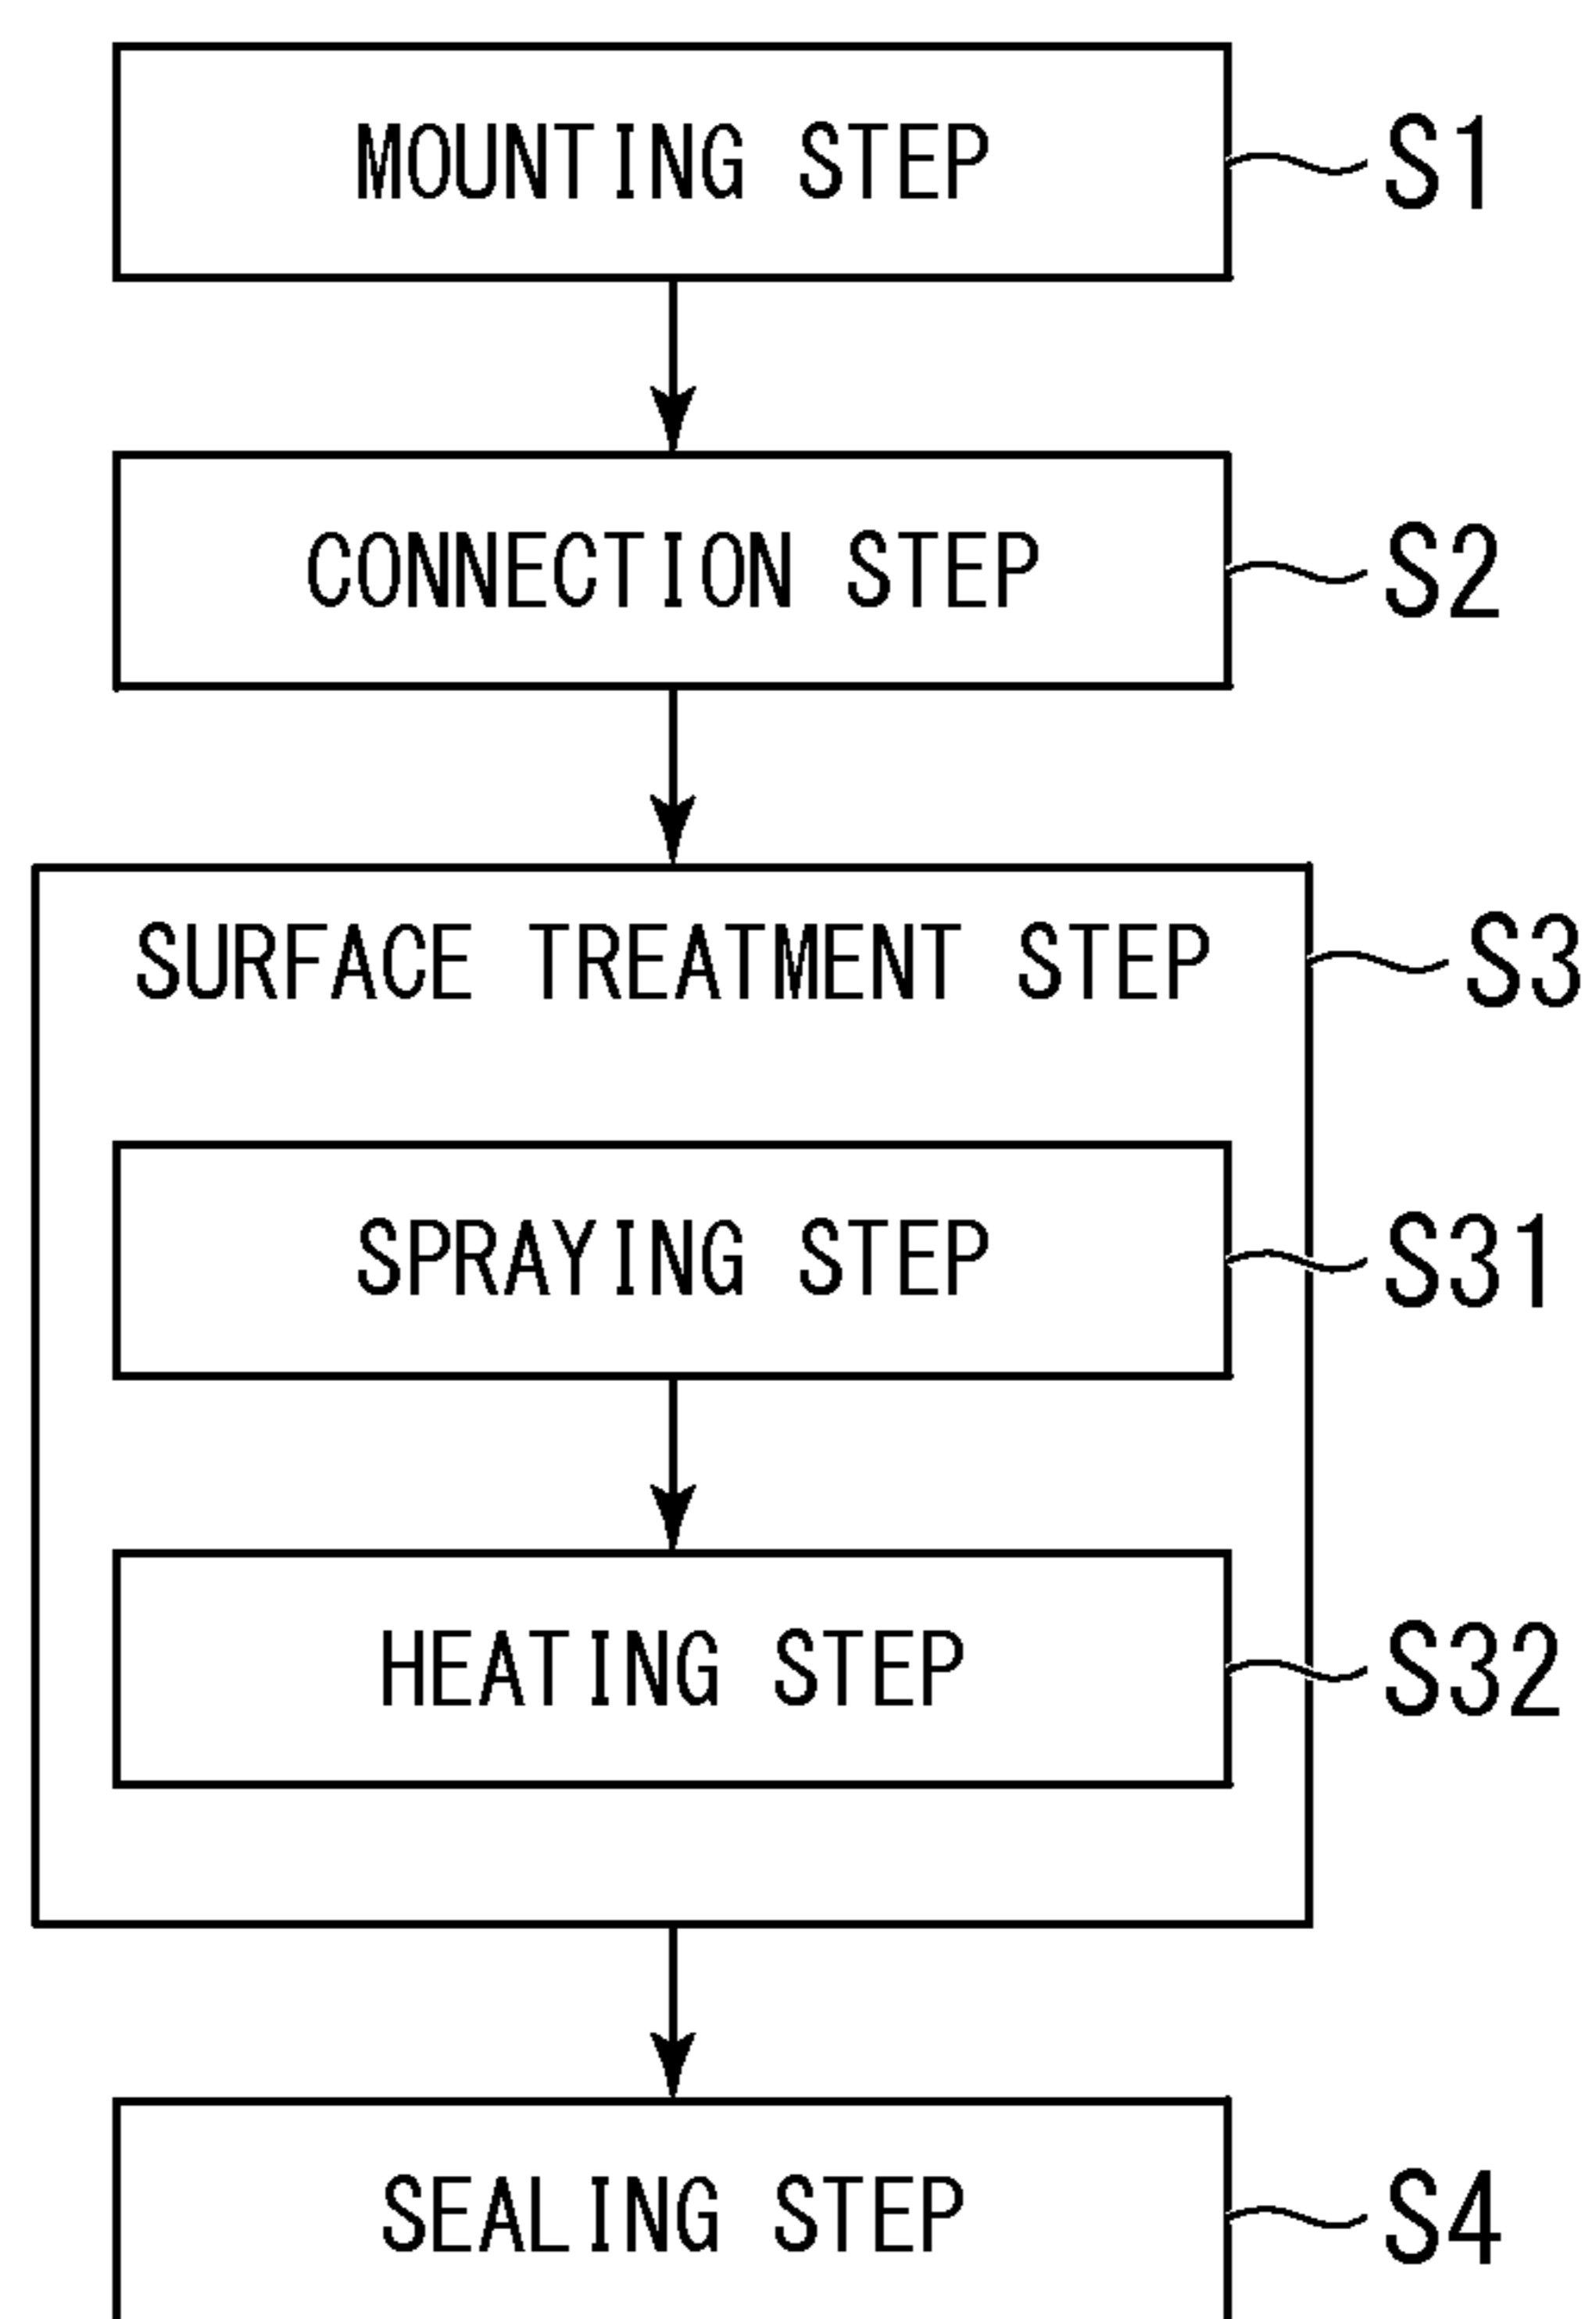 MOUNTING STEP S1
CONNECTION STEP S2
SURFACE TREATMENT STEP S3
SPRAYING STEP S31
HEATING STEP S32
SEALING STEP S4